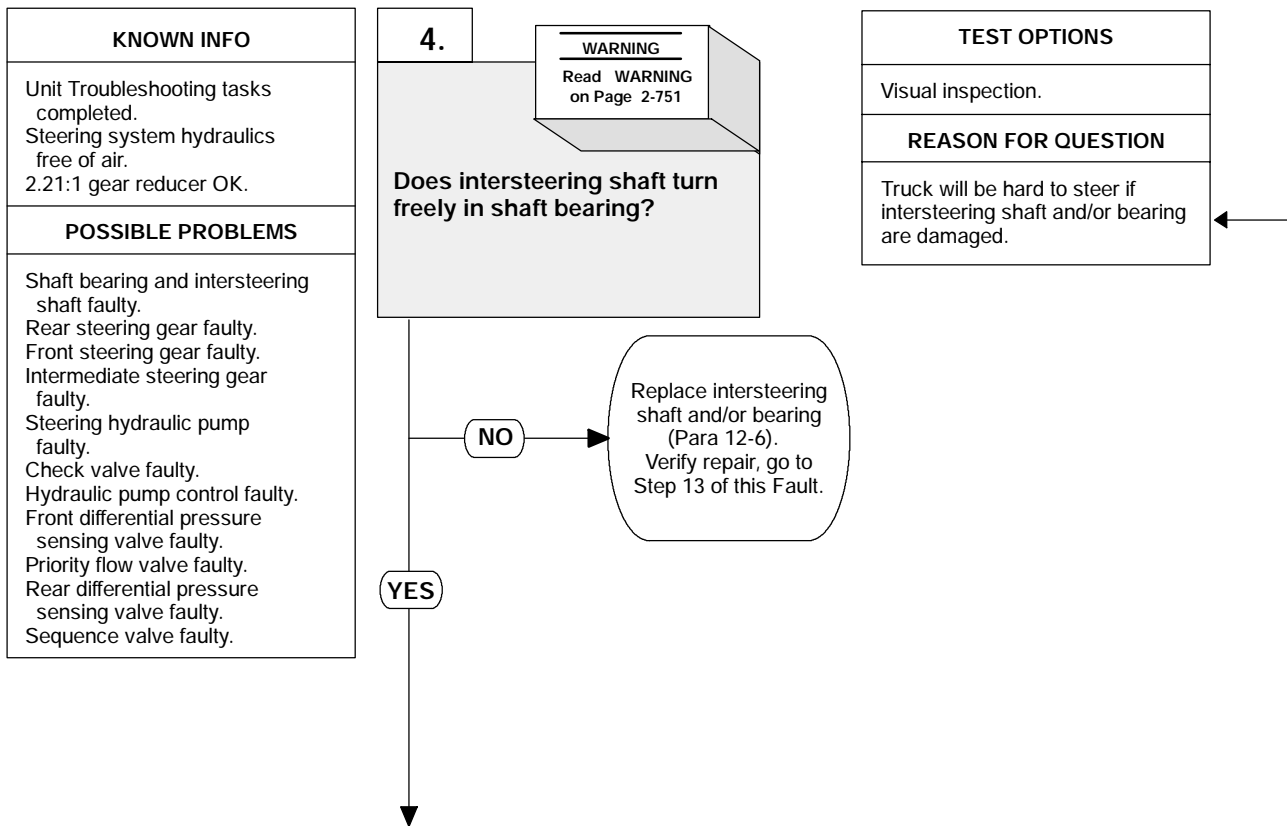 KNOWN INFO
Unit Troubleshooting tasks
completed.
Steering system hydraulics
free of air.
2.21:1 gear reducer OK.
POSSIBLE PROBLEMS
Shaft bearing and intersteering
shaft faulty.
Rear steering gear faulty.
Front steering gear faulty.
Intermediate steering gear
faulty.
Steering hydraulic pump
faulty.
Check valve faulty.
Hydraulic pump control faulty.
Front differential pressure
sensing valve faulty.
Priority flow valve faulty.
Rear differential pressure
sensing valve faulty.
Sequence valve faulty.
4.
WARNING
Read WARNING
on Page 2-751
Does intersteering shaft turn
freely in shaft bearing?
NO
Replace intersteering
shaft and/or bearing
(Para 12-6).
Verify repair, go to
Step 13 of this Fault.
YES
TEST OPTIONS
Visual inspection.
REASON FOR QUESTION
Truck will be hard to steer if
intersteering shaft and/or bearing
are damaged.